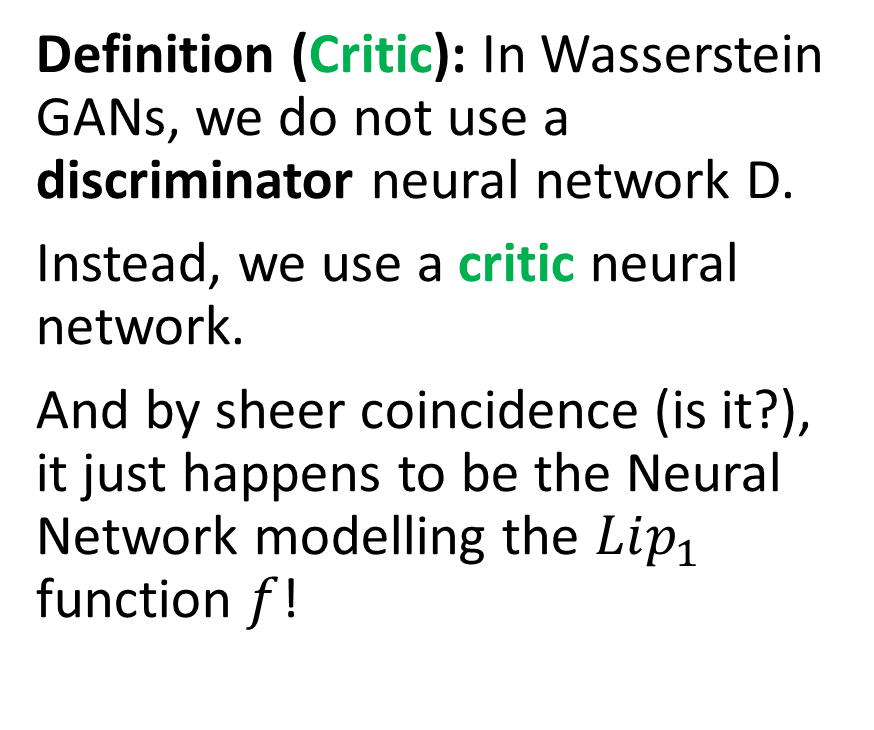 Definition (Critic): In Wasserstein
GANs, we do not use a
discriminator neural network D.
Instead, we use a critic neural
network.
And by sheer coincidence (is it?),
it just happens to be the Neural
Network modelling the Lip₁
function f!